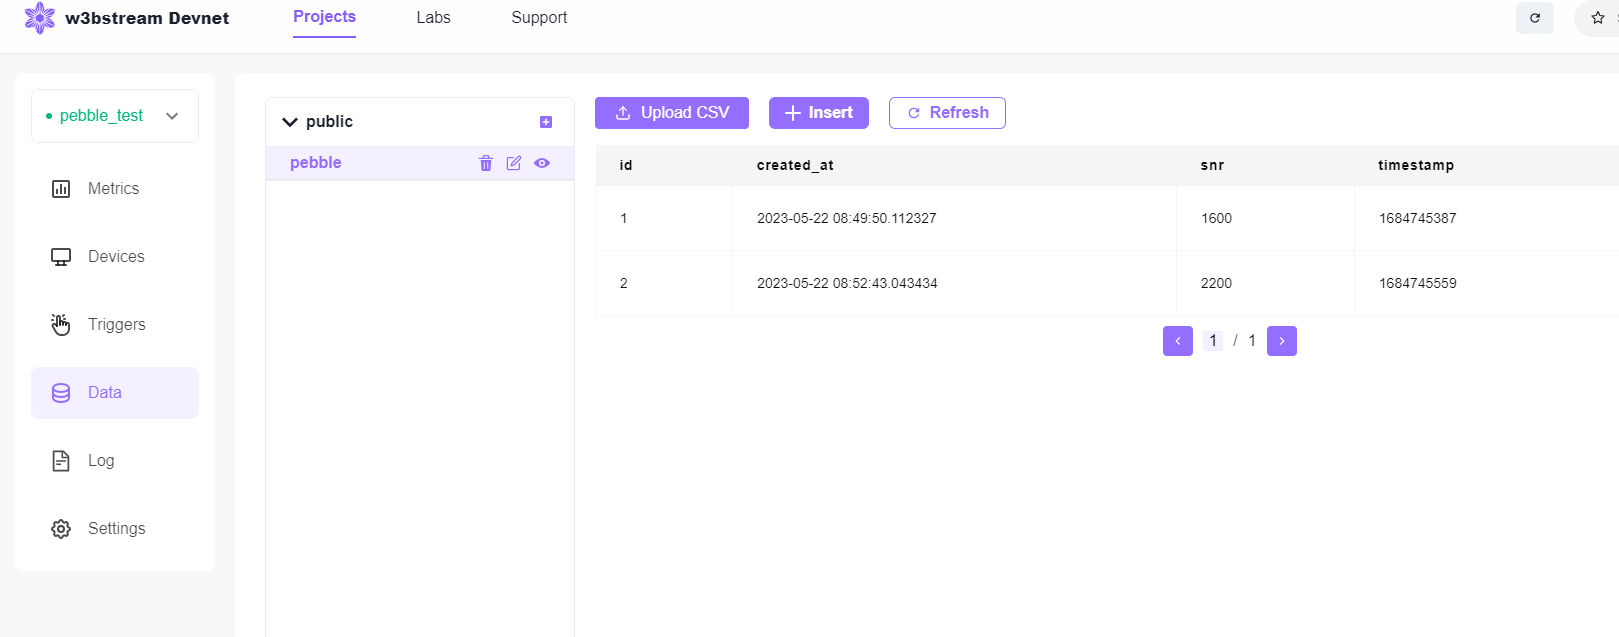 w3bstream Devnet Projects Labs Support
pebble_test
Metrics
Devices
Triggers
Data
Log
Settings
public
pebble
Upload CSV Insert Refresh
id created_at snr timestamp
1 2023-05-22 08:49:50.112327 1600 1684745387
2 2023-05-22 08:52:43.043434 2200 1684745559
1 / 1